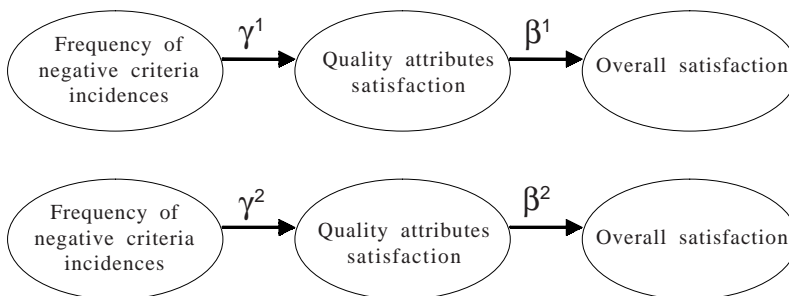 Frequency of
negative criteria
incidences
γ¹
Quality attributes
satisfaction
β¹
Overall satisfaction
Frequency of
negative criteria
incidences
γ²
Quality attributes
satisfaction
β²
Overall satisfaction